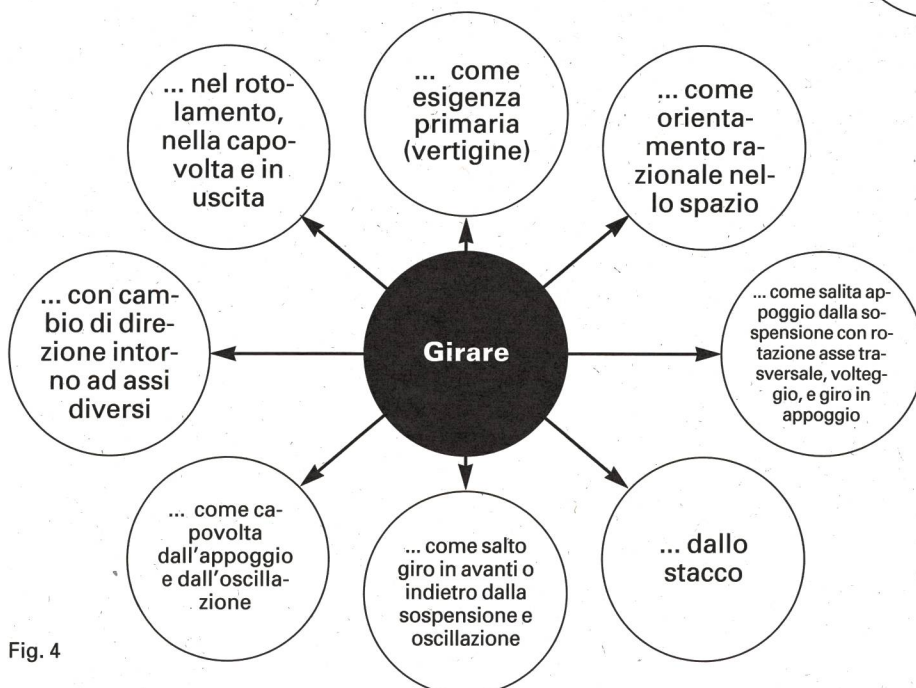 ... nel roto-
lamento,
nella capo-
volta e in
uscita
... come
esigenza
primaria
(vertigine)
... come
orienta-
mento ra-
zionale nel-
lo spazio
... con cam-
bio di dire-
zione intor-
no ad assi
diversi
Girare
... come salita ap-
poggio dalla so-
spensione con ro-
tazione asse tra-
sversale, volteg-
gio, e giro in
appoggio
... come ca-
povolta
dall'appoggio
e dall'oscilla-
zione
... come salto
giro in avanti o
indietro dalla
sospensione e
oscillazione
... dallo
stacco
Fig. 4